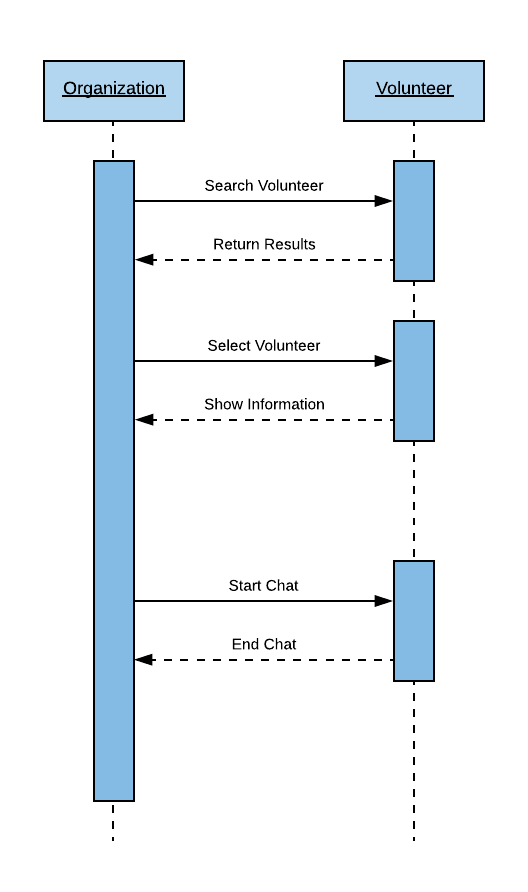 Organization
Volunteer
Search Volunteer
Return Results
Select Volunteer
Show Information
Start Chat
End Chat